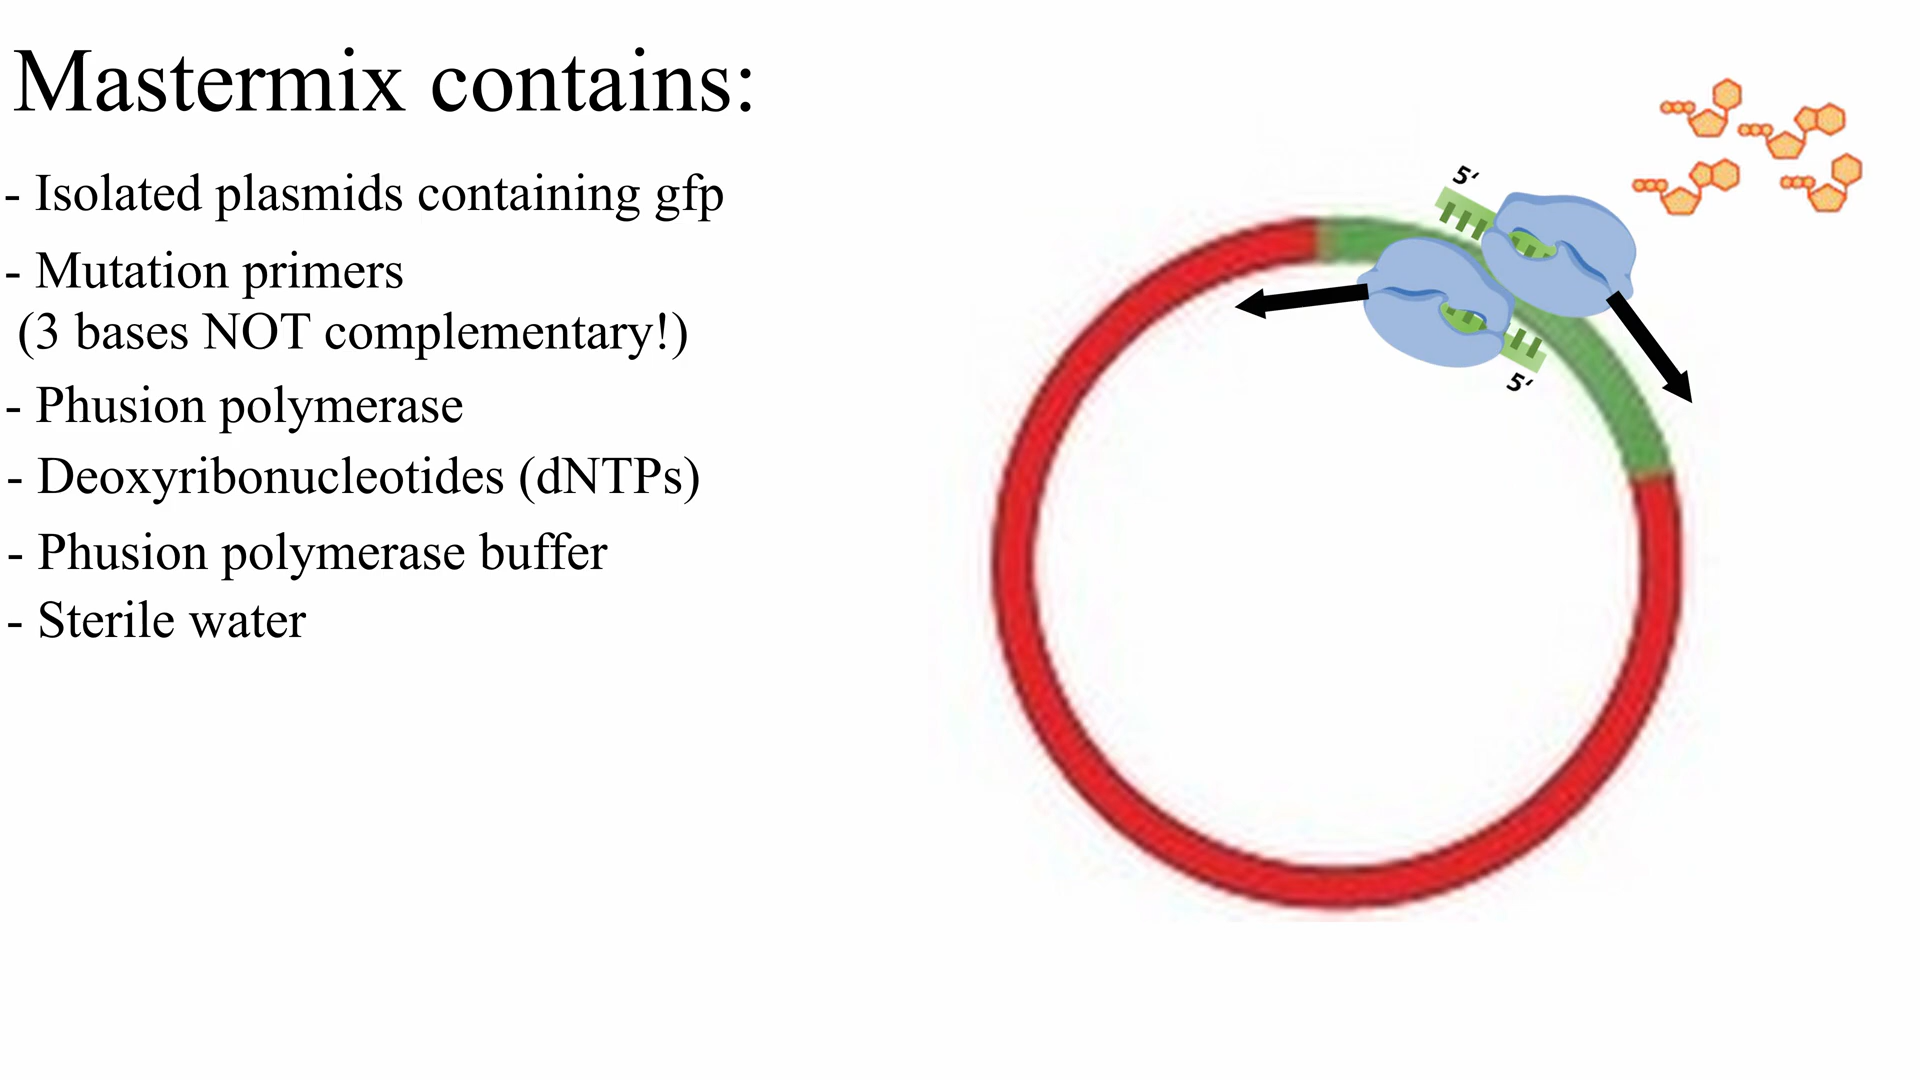 Mastermix contains:
- Isolated plasmids containing gfp
- Mutation primers
(3 bases NOT complementary!)
- Phusion polymerase
- Deoxyribonucleotides (dNTPs)
- Phusion polymerase buffer
- Sterile water
5‘
5‘